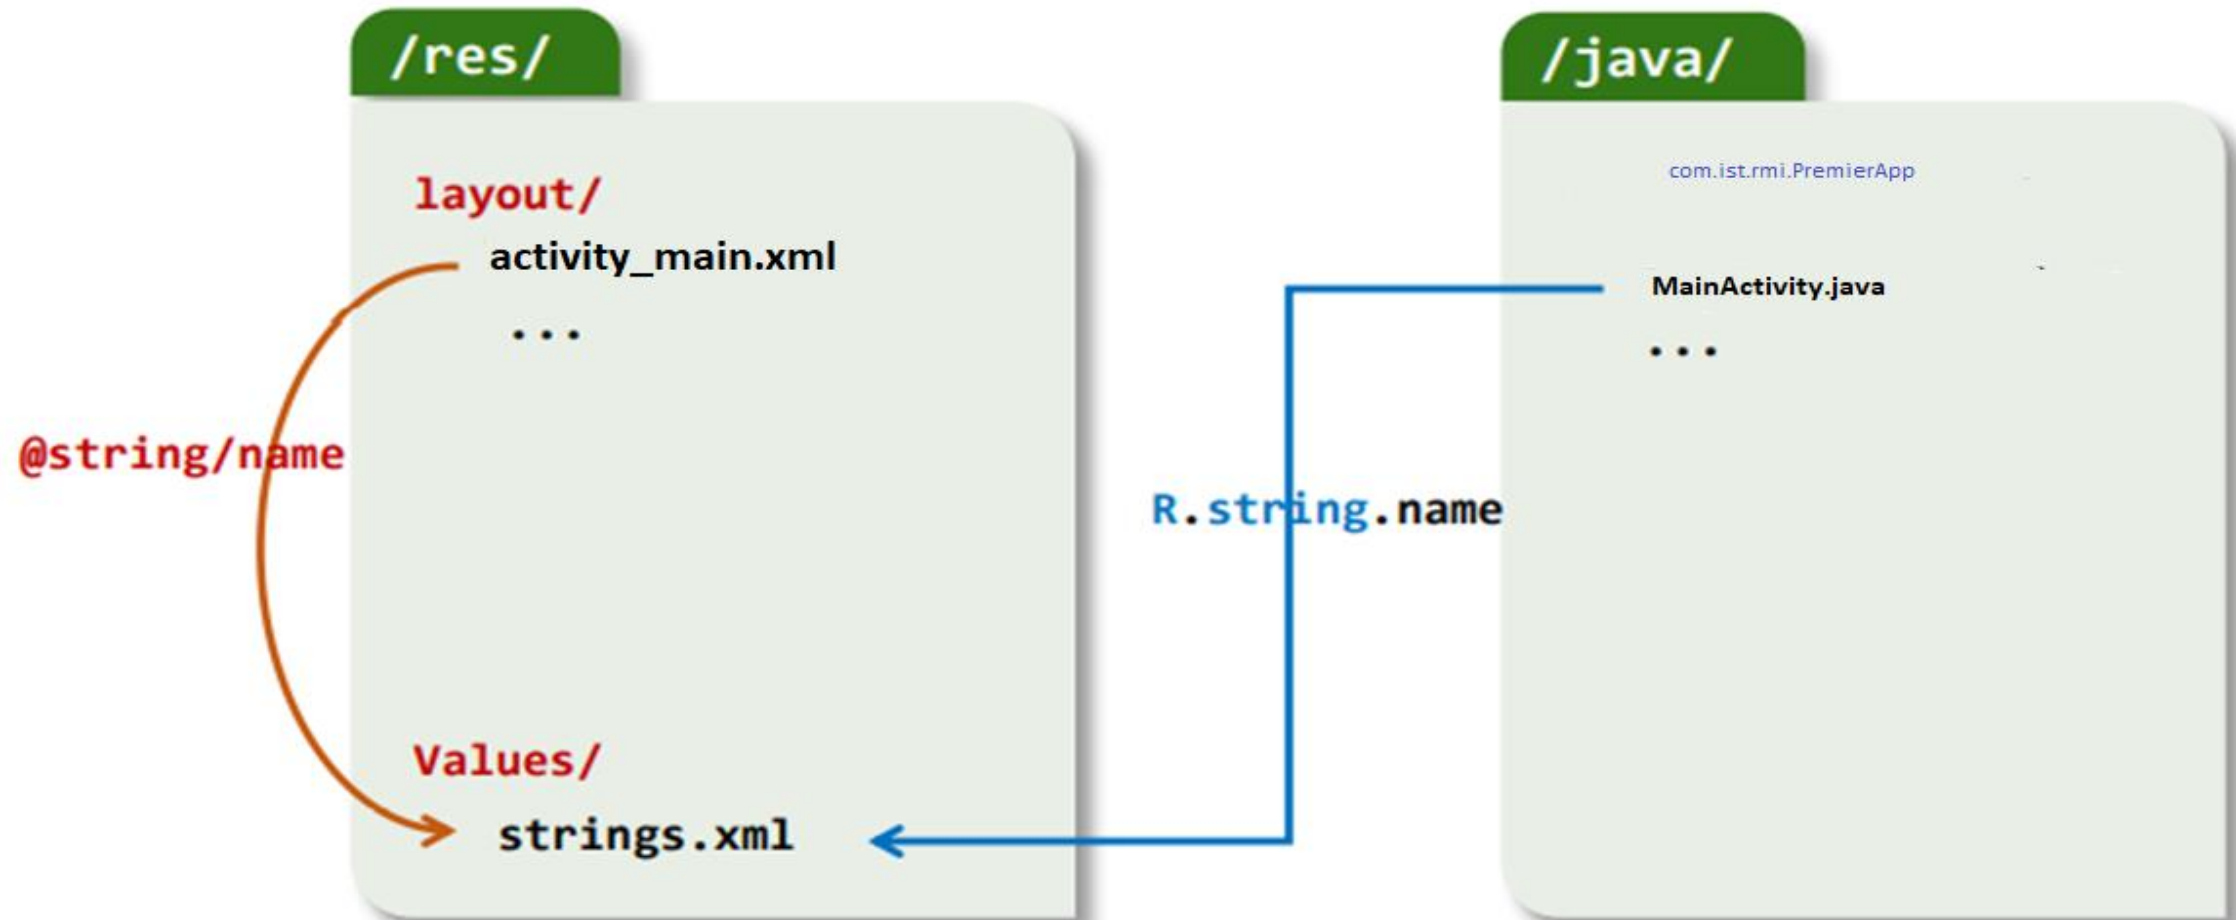 /res/
layout/
activity_main.xml
...
@string/name
Values/
strings.xml
R.string.name
/java/
com.ist.rmi.PremierApp
MainActivity.java
...